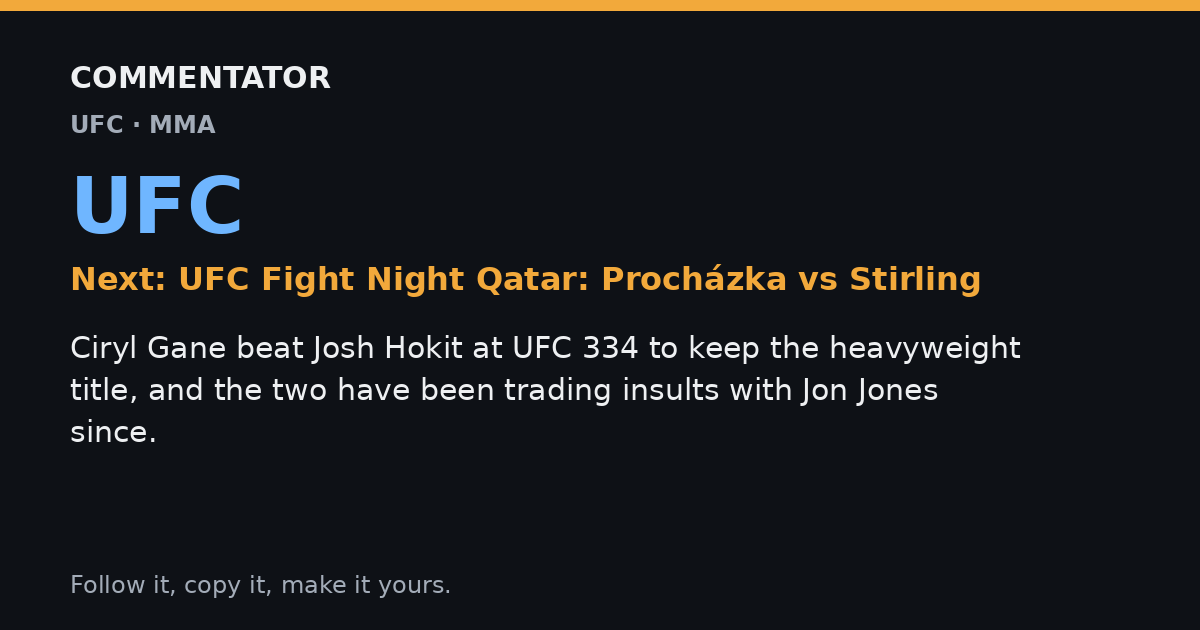 COMMENTATOR
UFC · MMA
UFC
Next: UFC Fight Night Qatar: Procházka vs Stirling
Ciryl Gane beat Josh Hokit at UFC 334 to keep the heavyweight
title, and the two have been trading insults with Jon Jones
since.
Follow it, copy it, make it yours.